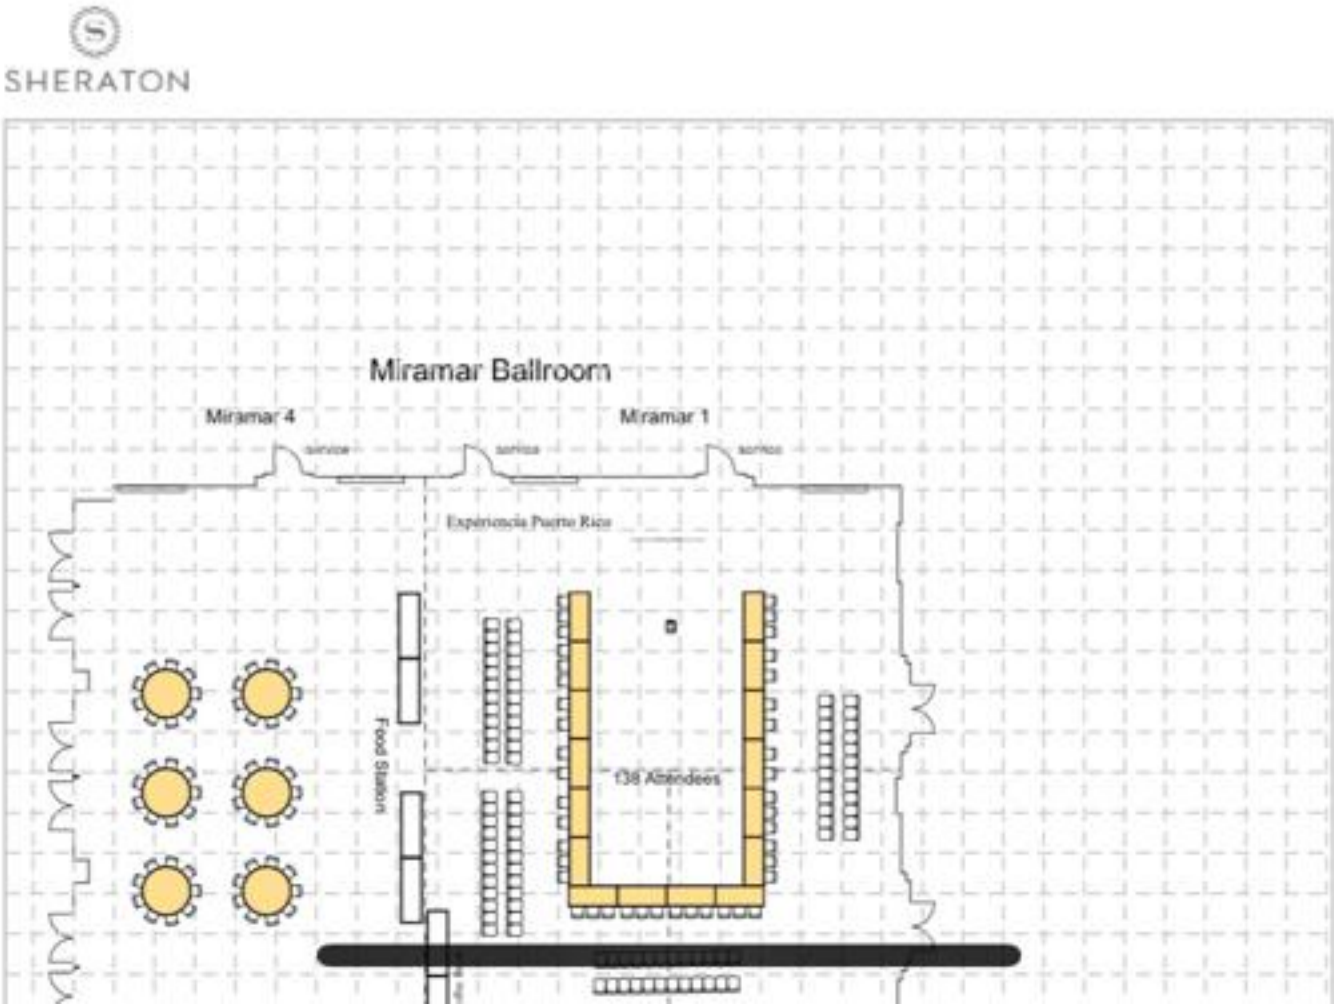 SHERATON
Miramar Ballroom
Miramar 4
Miramar 1
service
service
service
Experiencia Puerto Rico
Food Station
138 Attendees